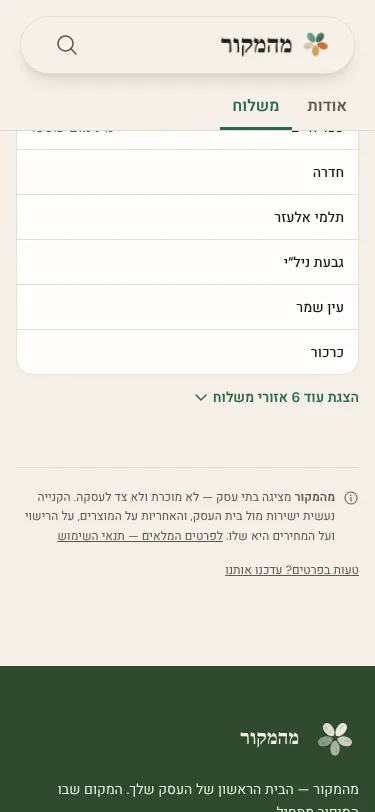 מהמקור
אודות
משלוח
חדרה
תלמי אלעזר
גבעת ניל״י
עין שמר
כרכור
הצגת עוד 6 אזורי משלוח
מהמקור מציגה בתי עסק — לא מוכרת ולא צד לעסקה. הקנייה
נעשית ישירות מול בית העסק, והאחריות על המוצרים, על הרישוי
ועל המחירים היא שלו. לפרטים המלאים — תנאי השימוש
טעות בפרטים? עדכנו אותנו
מהמקור
מהמקור — הבית הראשון של העסק שלך. המקום שבו